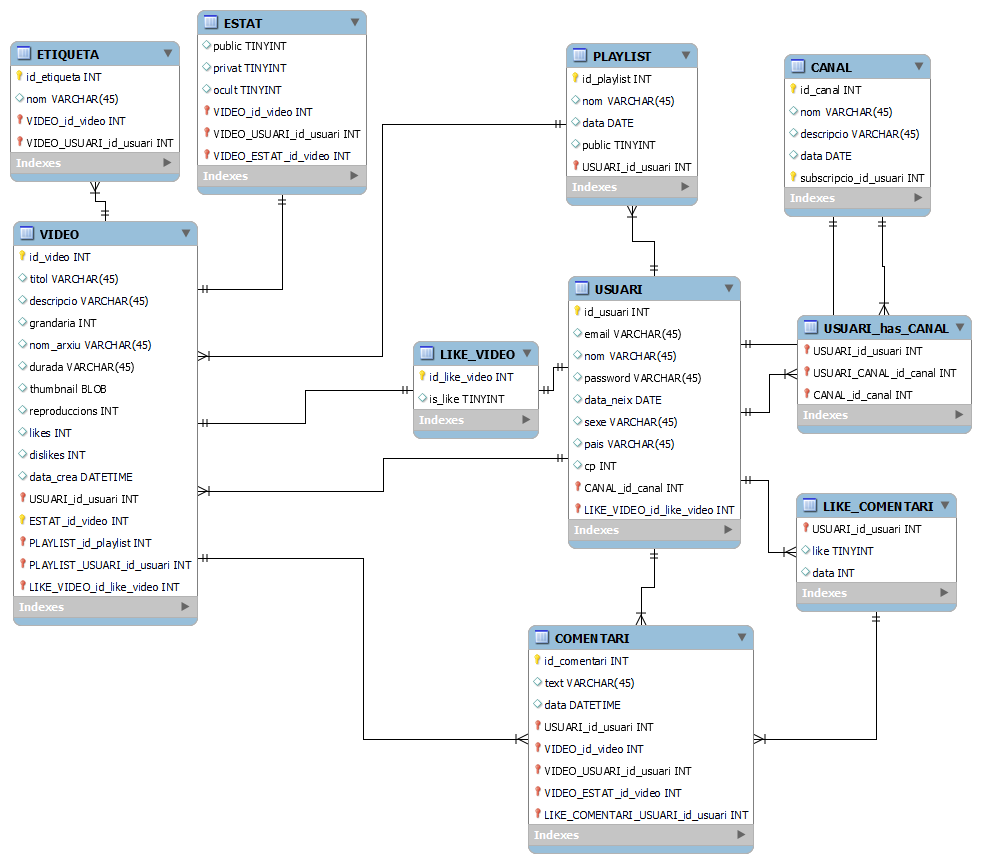 ETIQUETA
id_etiqueta INT
nom VARCHAR(45)
VIDEO_id_video INT
VIDEO_USUARI_id_usuari INT
Indexes
ESTAT
public TINYINT
privat TINYINT
ocult TINYINT
VIDEO_id_video INT
VIDEO_USUARI_id_usuari INT
VIDEO_ESTAT_id_video INT
Indexes
PLAYLIST
id_playlist INT
nom VARCHAR(45)
data DATE
public TINYINT
USUARI_id_usuari INT
Indexes
CANAL
id_canal INT
nom VARCHAR(45)
descripcio VARCHAR(45)
data DATE
subscripcio_id_usuari INT
Indexes
VIDEO
id_video INT
titol VARCHAR(45)
descripcio VARCHAR(45)
grandaria INT
nom_arxiu VARCHAR(45)
durada VARCHAR(45)
thumbnail BLOB
reproduccions INT
likes INT
dislikes INT
data_crea DATETIME
USUARI_id_usuari INT
ESTAT_id_video INT
PLAYLIST_id_playlist INT
PLAYLIST_USUARI_id_usuari INT
LIKE_VIDEO_id_like_video INT
Indexes
LIKE_VIDEO
id_like_video INT
is_like TINYINT
Indexes
USUARI
id_usuari INT
email VARCHAR(45)
nom VARCHAR(45)
password VARCHAR(45)
data_neix DATE
sexe VARCHAR(45)
pais VARCHAR(45)
cp INT
CANAL_id_canal INT
LIKE_VIDEO_id_like_video INT
Indexes
USUARI_has_CANAL
USUARI_id_usuari INT
USUARI_CANAL_id_canal INT
CANAL_id_canal INT
Indexes
LIKE_COMENTARI
USUARI_id_usuari INT
like TINYINT
data INT
Indexes
COMENTARI
id_comentari INT
text VARCHAR(45)
data DATETIME
USUARI_id_usuari INT
VIDEO_id_video INT
VIDEO_USUARI_id_usuari INT
VIDEO_ESTAT_id_video INT
LIKE_COMENTARI_USUARI_id_usuari INT
Indexes